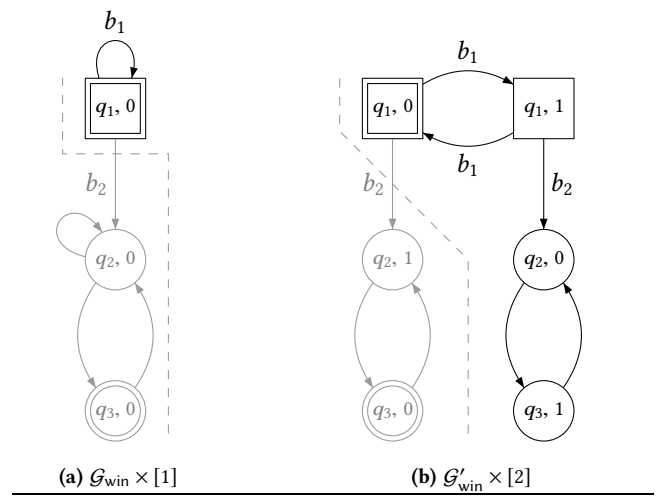 b₁
q₁, 0
b₂
q₂, 0
q₃, 0
(a) 𝒢win × [1]
b₁
q₁, 0
q₁, 1
b₁
b₂
b₂
q₂, 1
q₂, 0
q₃, 0
q₃, 1
(b) 𝒢′win × [2]